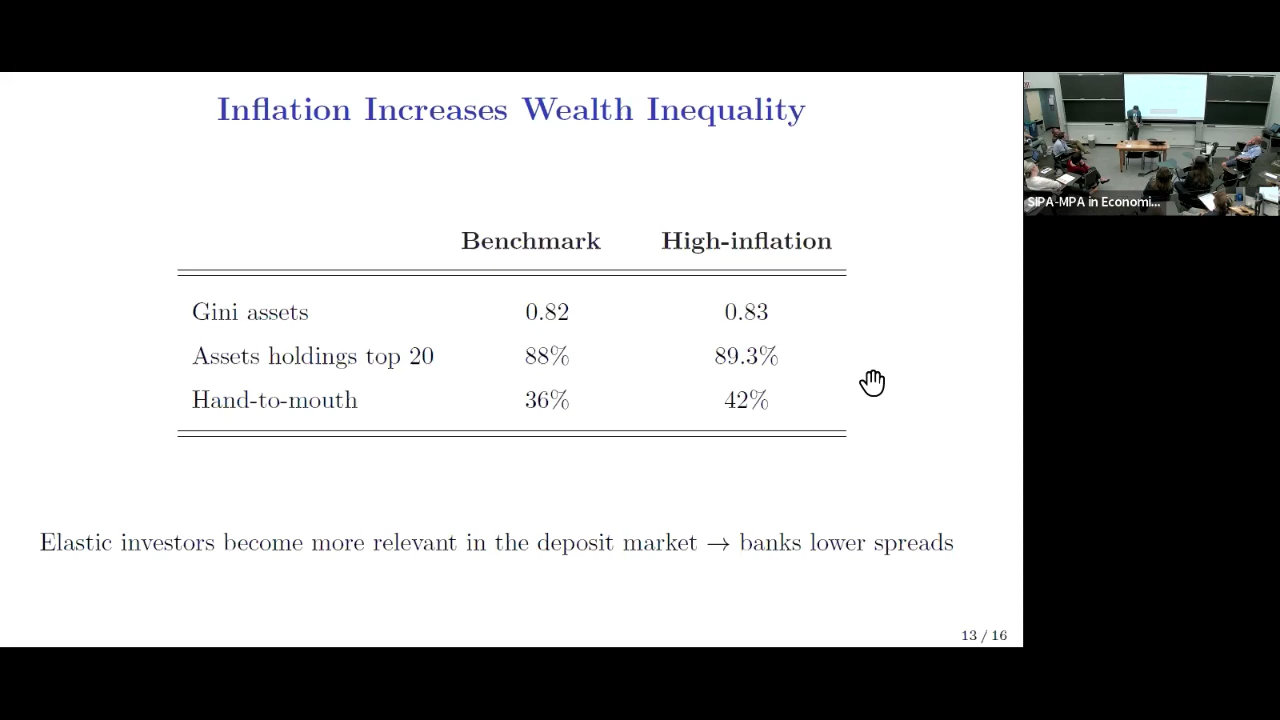 Inflation Increases Wealth Inequality
Benchmark High-inflation
Gini assets 0.82 0.83
Assets holdings top 20 88% 89.3%
Hand-to-mouth 36% 42%
Elastic investors become more relevant in the deposit market → banks lower spreads
13 / 16
SIPA-MPA in Economi...